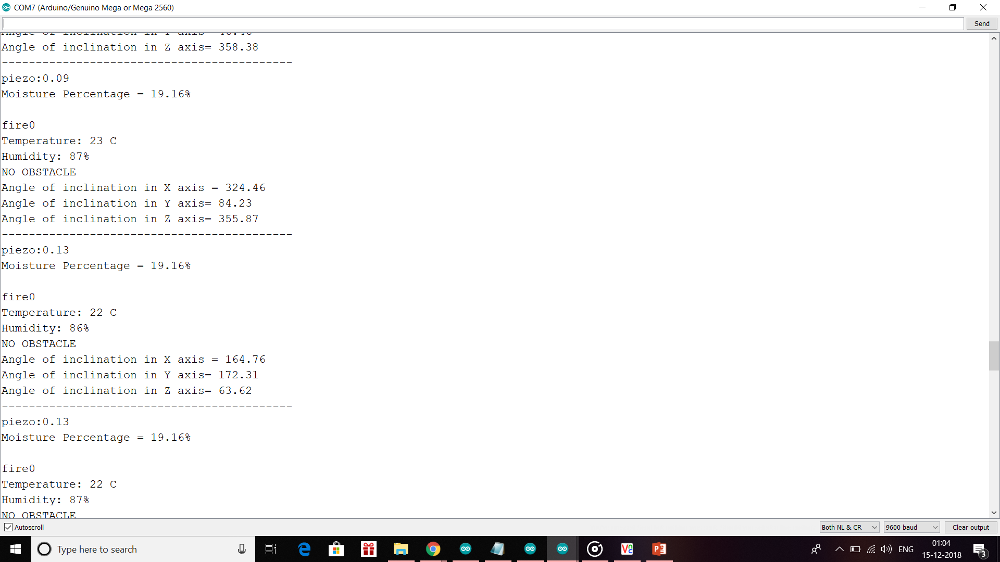 COM7 (Arduino/Genuino Mega or Mega 2560)
Send
Angle of inclination in Y axis=
Angle of inclination in Z axis= 358.38
-------------------------------------------
piezo:0.09
Moisture Percentage = 19.16%
fire0
Temperature: 23 C
Humidity: 87%
NO OBSTACLE
Angle of inclination in X axis = 324.46
Angle of inclination in Y axis= 84.23
Angle of inclination in Z axis= 355.87
-------------------------------------------
piezo:0.13
Moisture Percentage = 19.16%
fire0
Temperature: 22 C
Humidity: 86%
NO OBSTACLE
Angle of inclination in X axis = 164.76
Angle of inclination in Y axis= 172.31
Angle of inclination in Z axis= 63.62
-------------------------------------------
piezo:0.13
Moisture Percentage = 19.16%
fire0
Temperature: 22 C
Humidity: 87%
NO OBSTACLE
Autoscroll
Both NL & CR
9600 baud
Clear output
Type here to search
ENG
01:04
15-12-2018
3